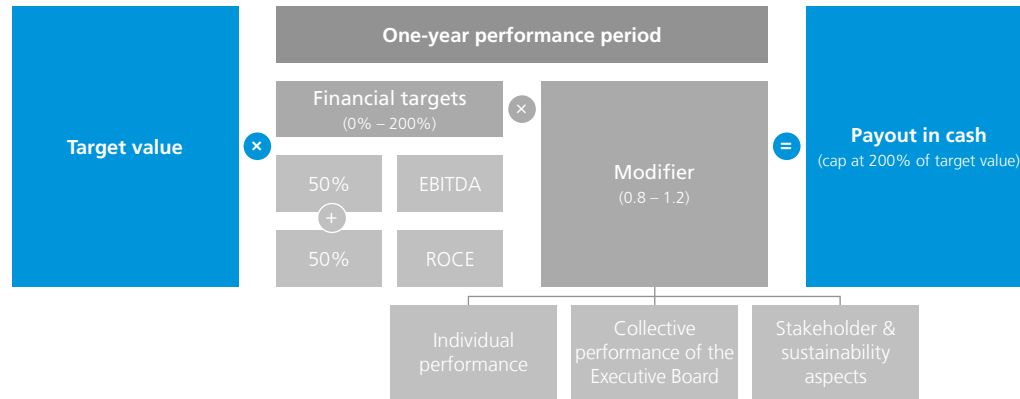 One-year performance period
Target value
×
Financial targets
(0% – 200%)
×
Modifier
(0.8 – 1.2)
=
Payout in cash
(cap at 200% of target value)
50%
EBITDA
+
50%
ROCE
Individual
performance
Collective
performance of the
Executive Board
Stakeholder &
sustainability
aspects